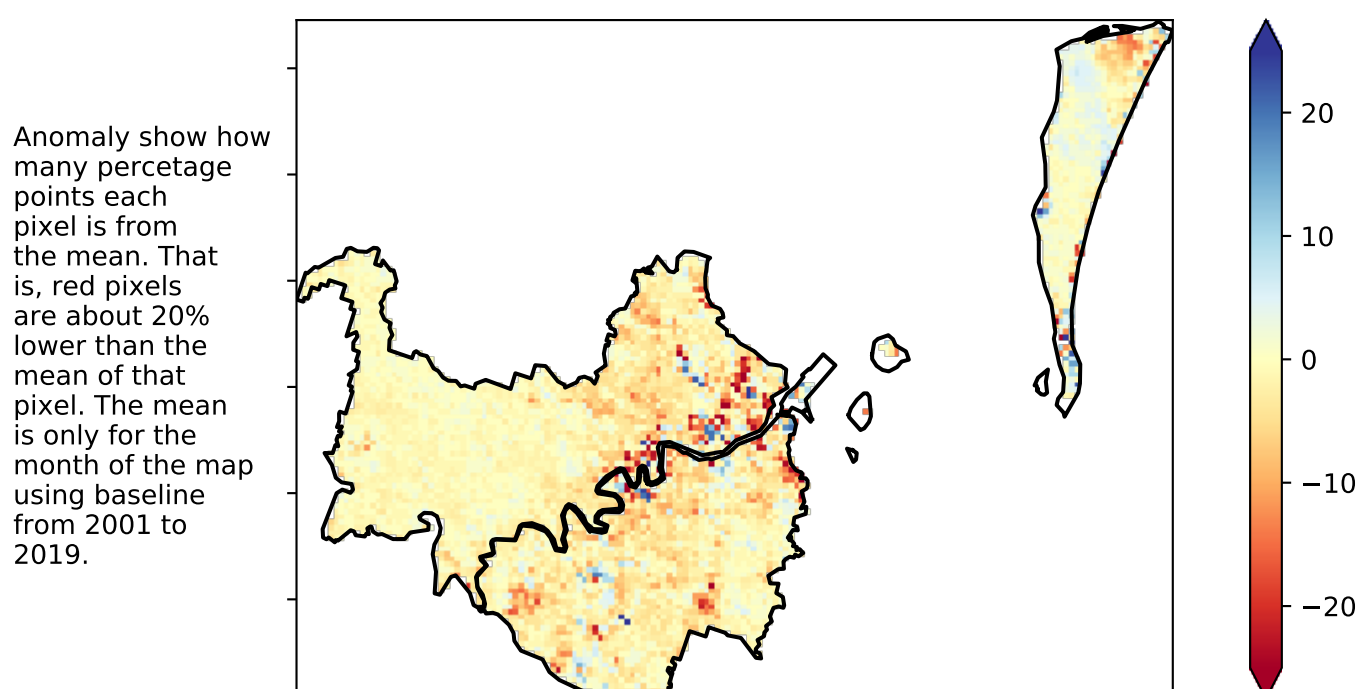 Anomaly show how
many percetage
points each
pixel is from
the mean. That
is, red pixels
are about 20%
lower than the
mean of that
pixel. The mean
is only for the
month of the map
using baseline
from 2001 to
2019.
20
10
0
−10
−20